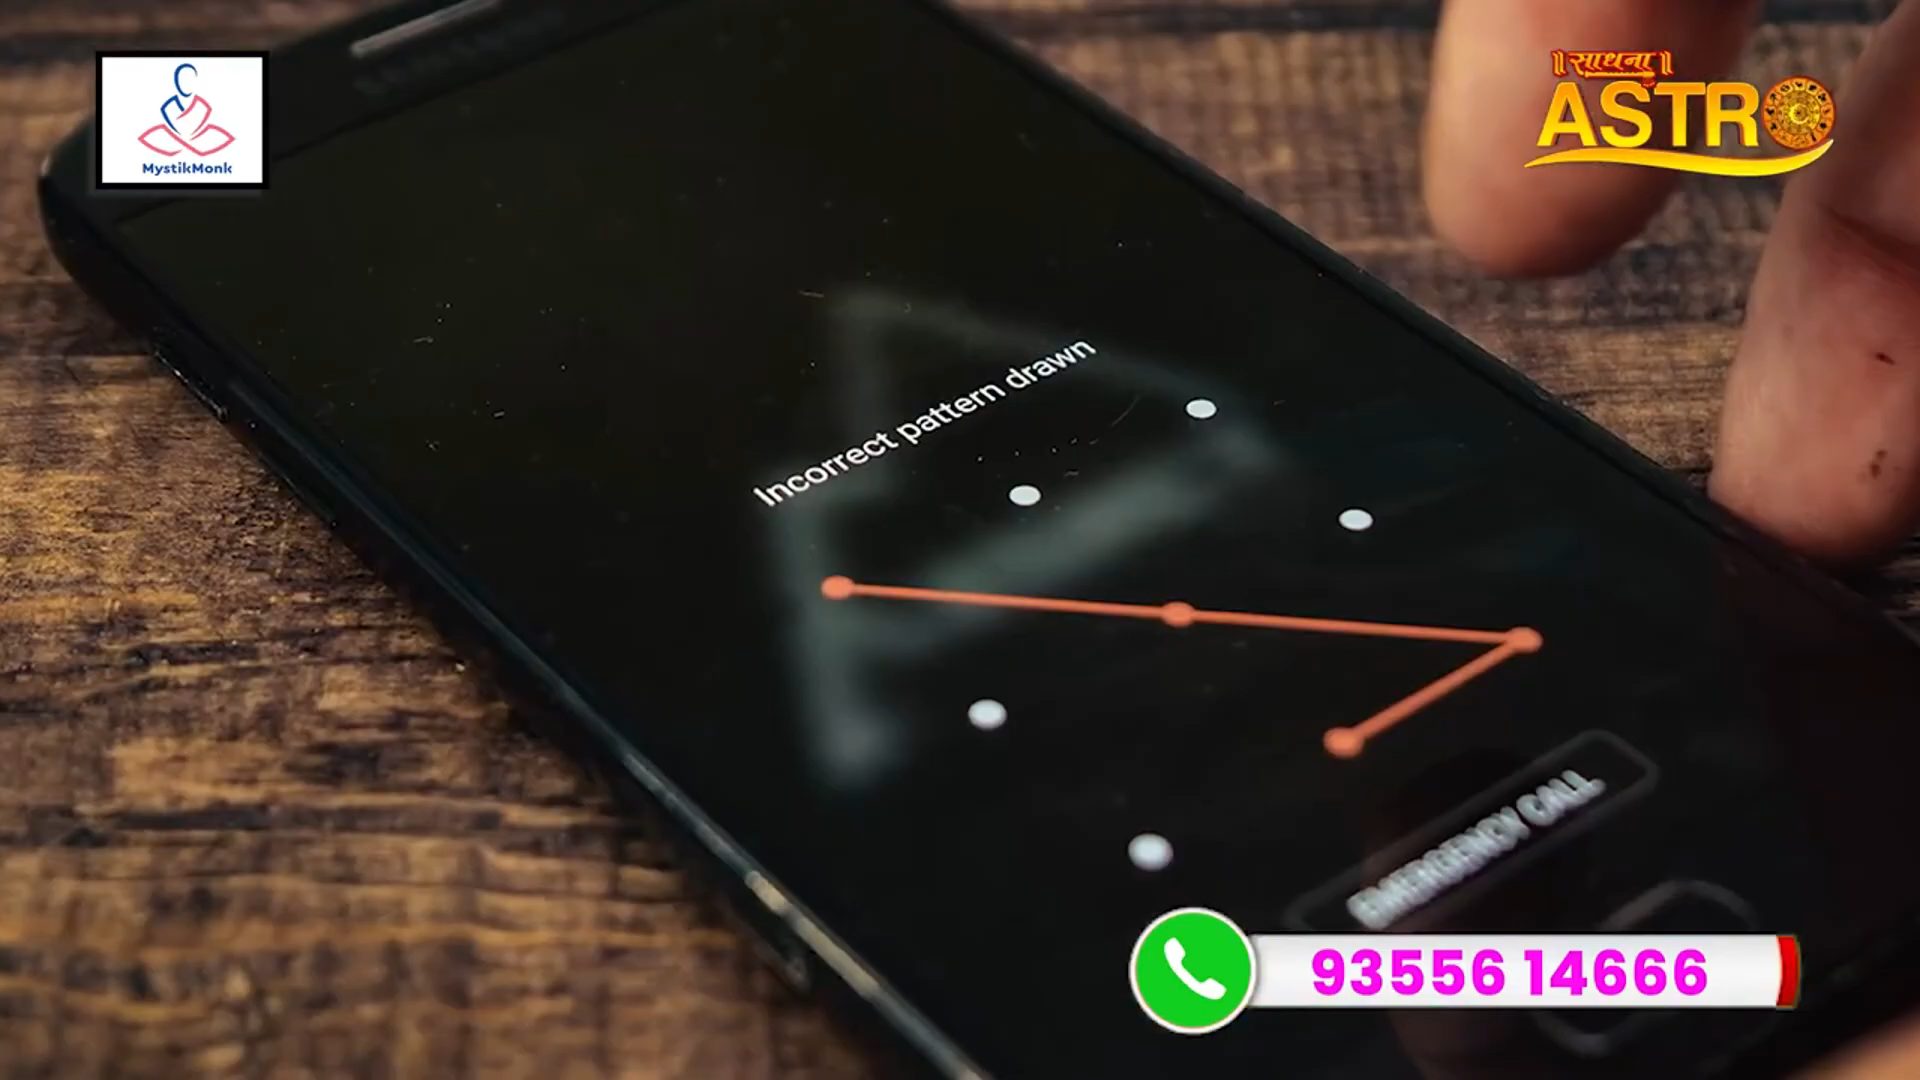 MystikMonk
॥ साधना ॥
ASTRO
Incorrect pattern drawn
EMERGENCY CALL
93556 14666